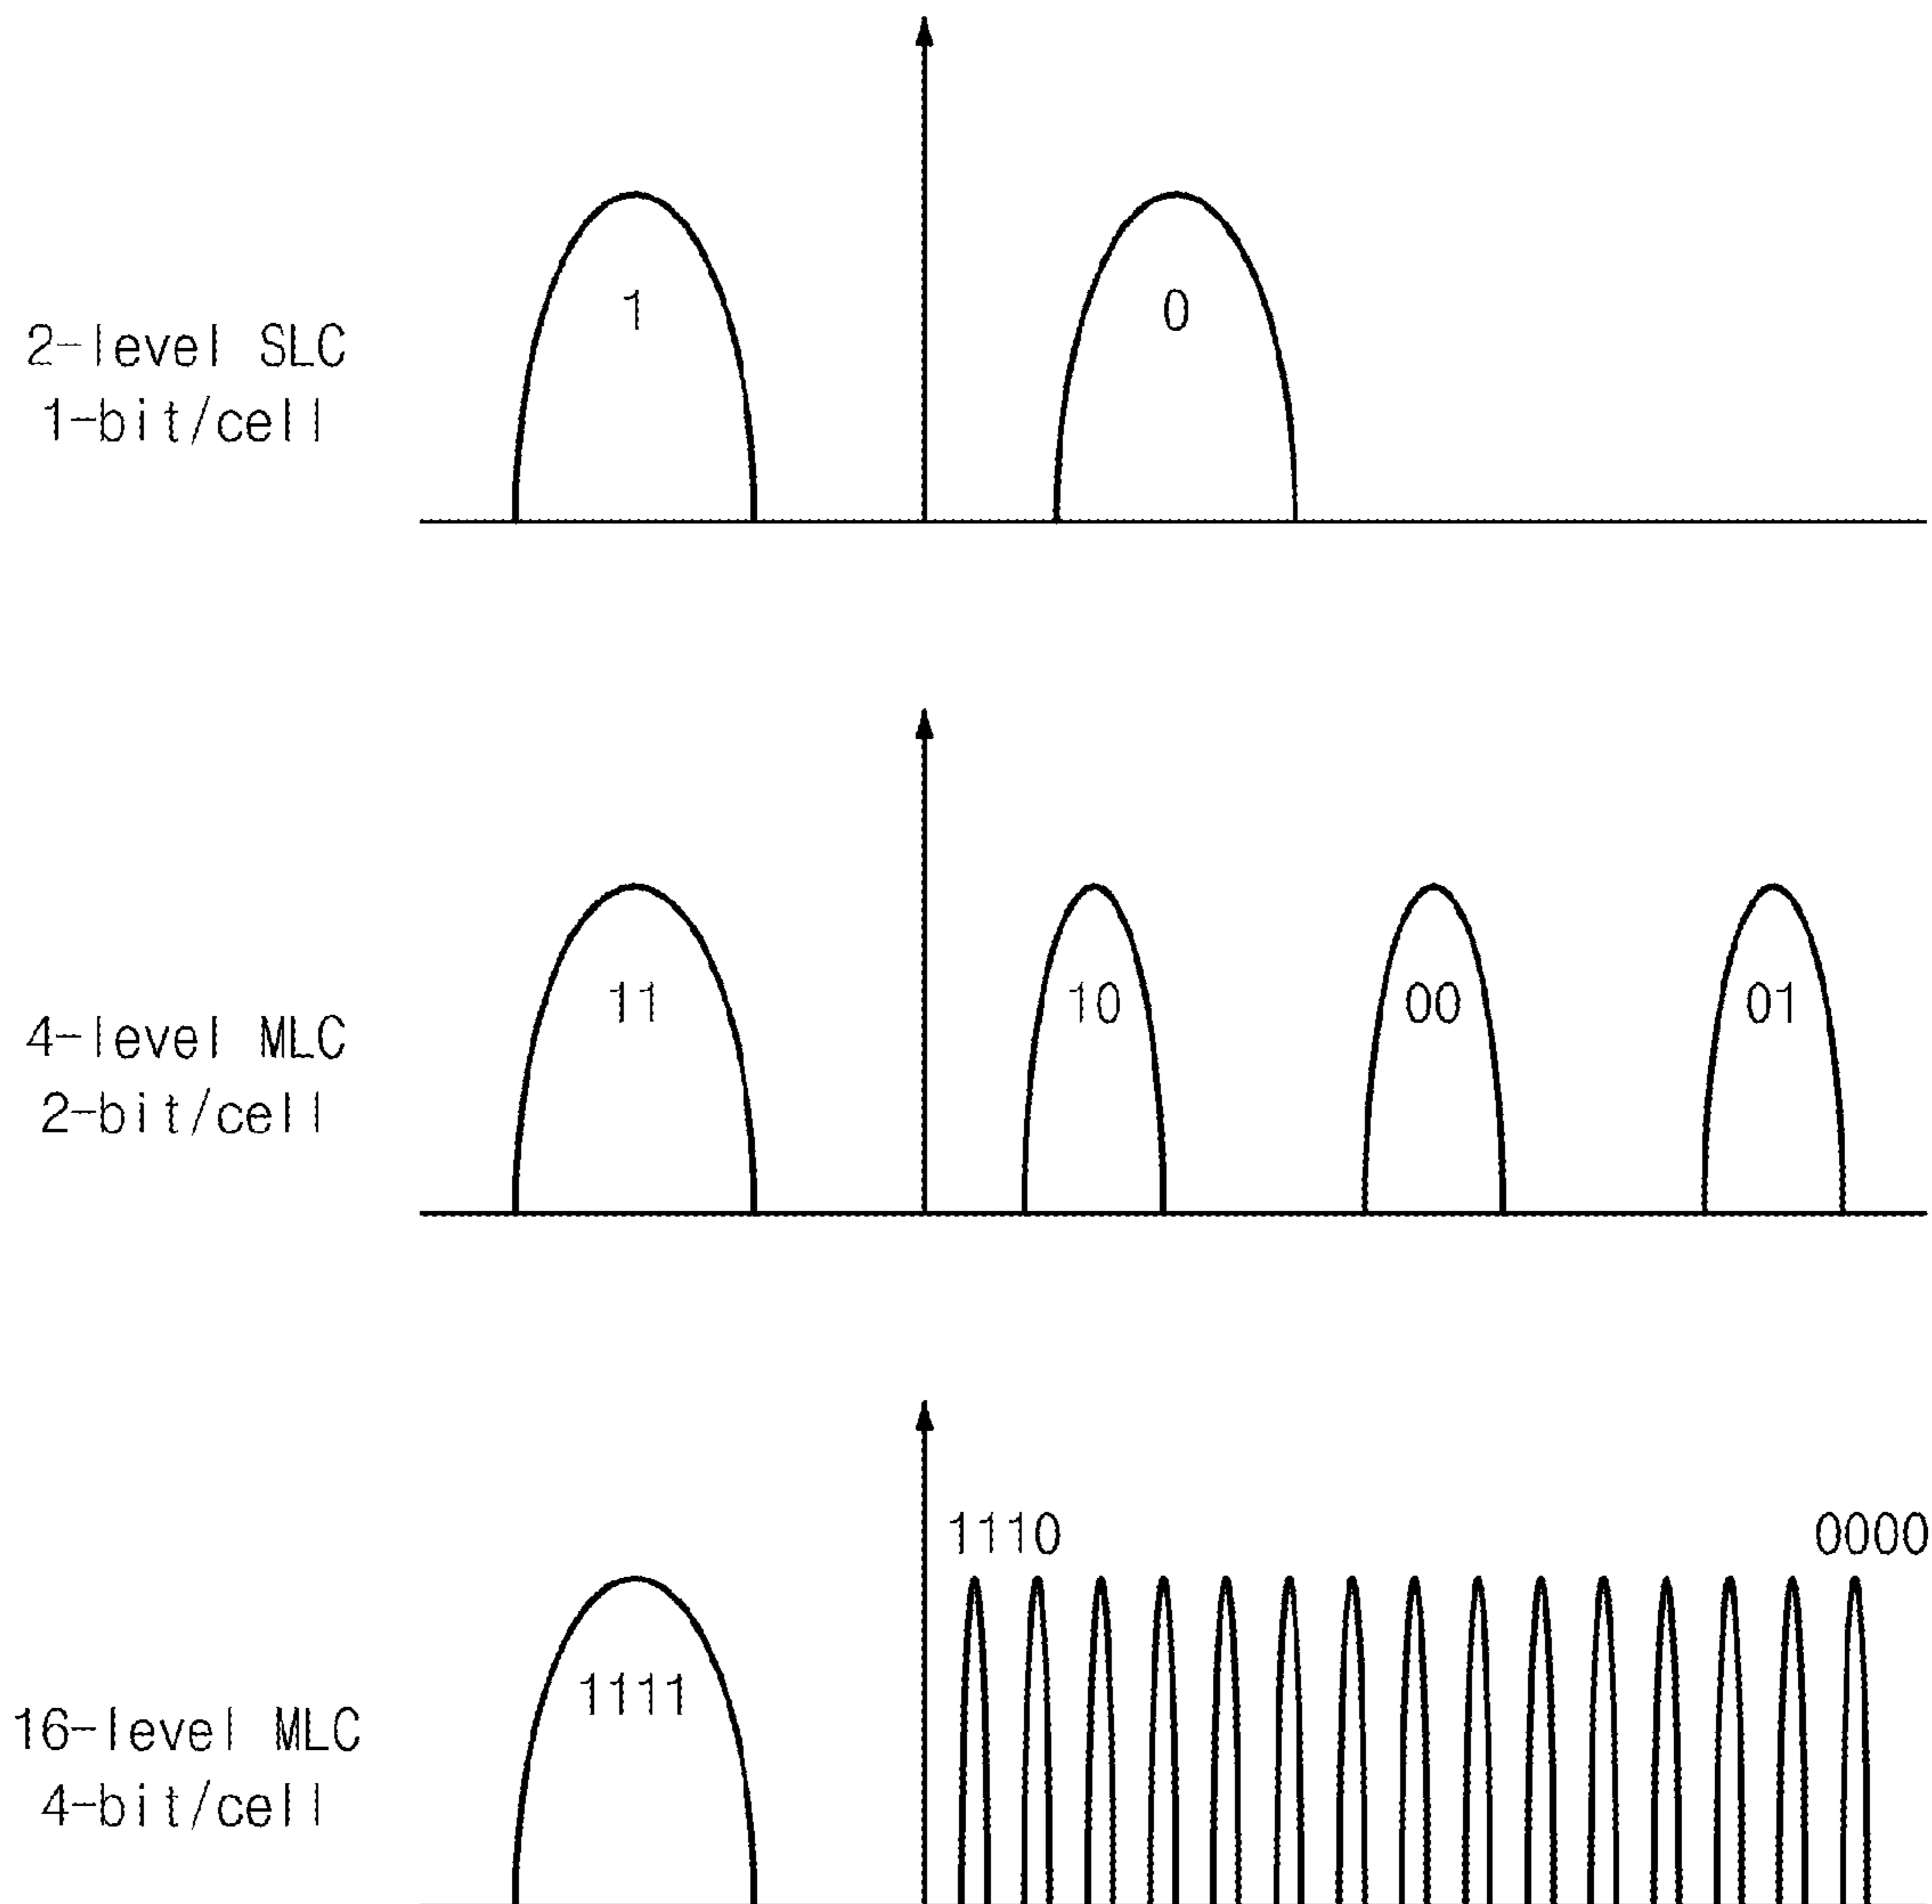 1 0
2-level SLC
1-bit/cell
11 10 00 01
4-level MLC
2-bit/cell
1110 0000
1111
16-level MLC
4-bit/cell